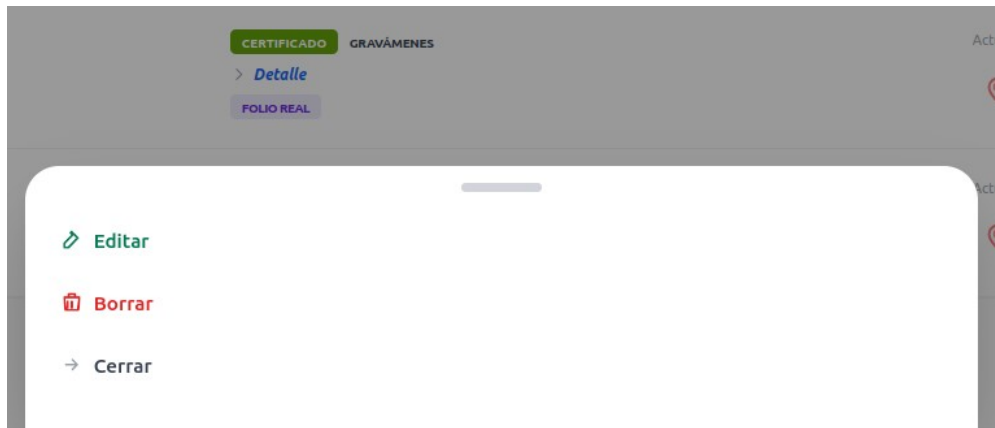 CERTIFICADO GRAVÁMENES
Detalle
FOLIO REAL
Editar
Borrar
Cerrar